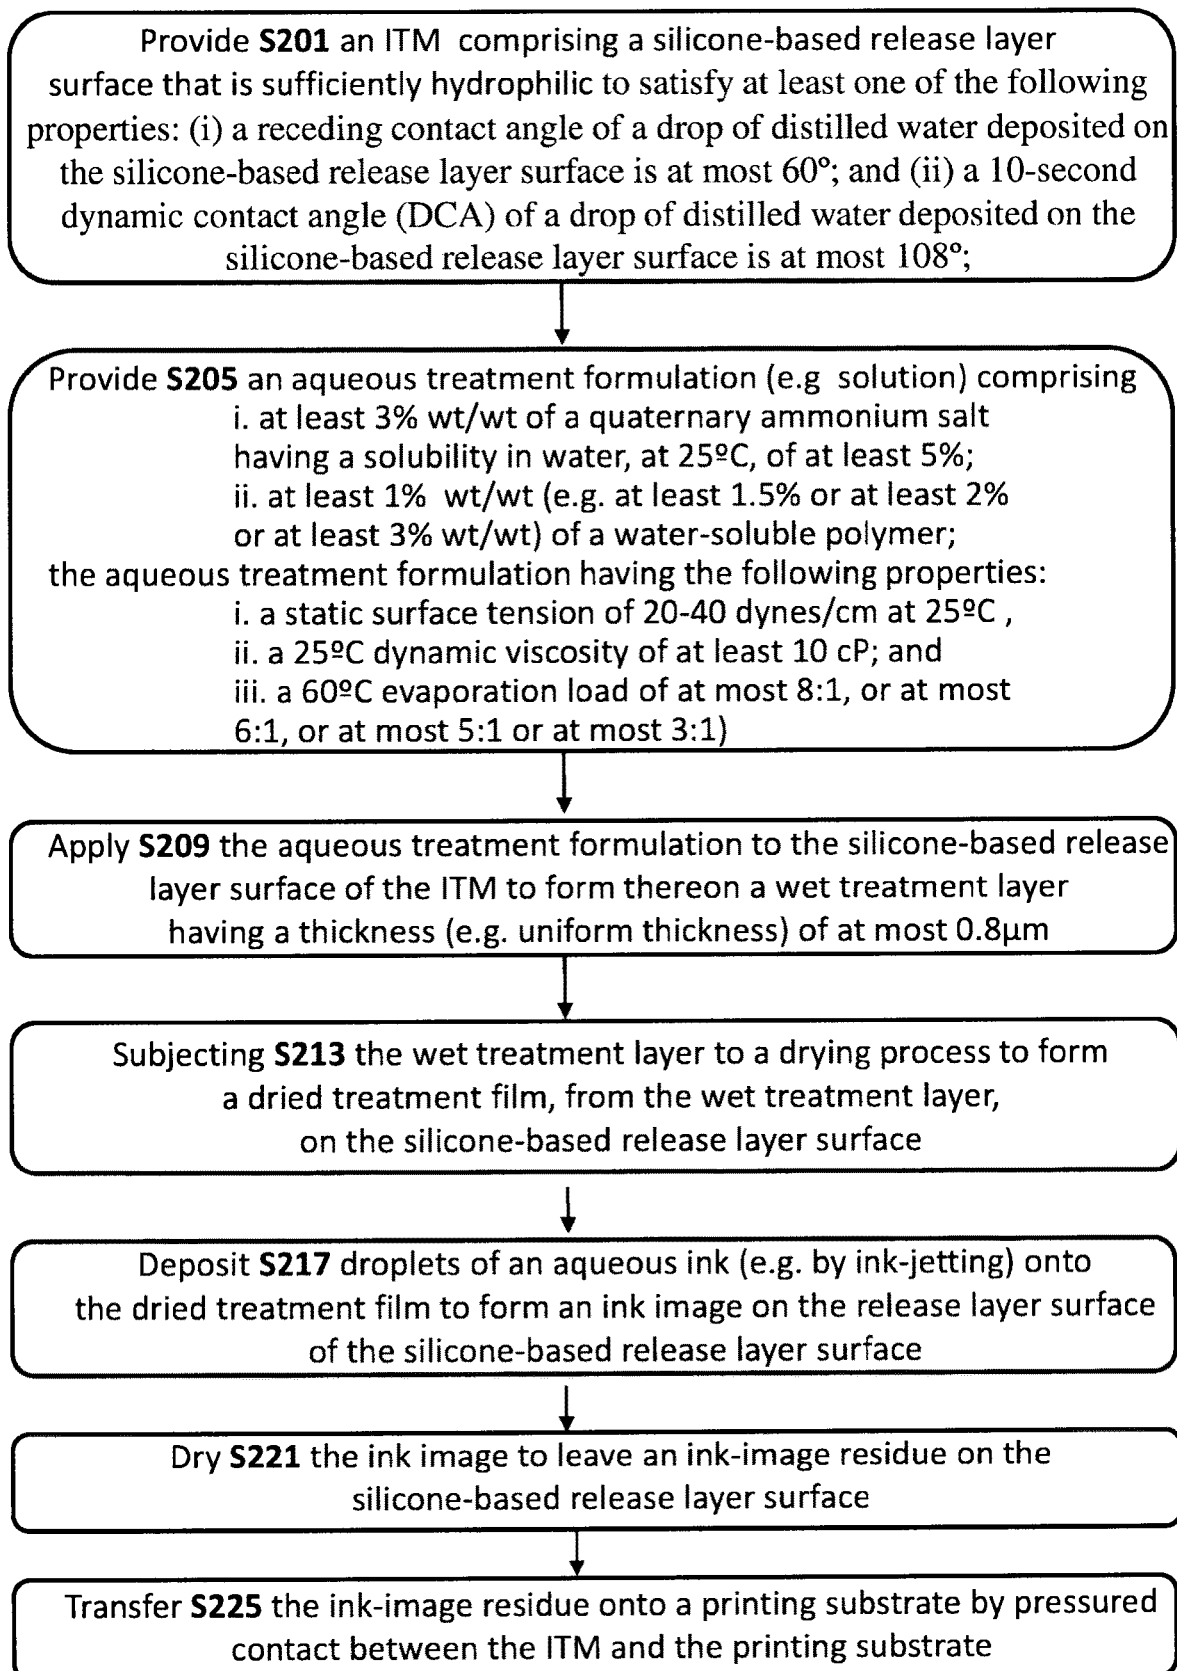 Provide S201 an ITM comprising a silicone-based release layer
surface that is sufficiently hydrophilic to satisfy at least one of the following
properties: (i) a receding contact angle of a drop of distilled water deposited on
the silicone-based release layer surface is at most 60º; and (ii) a 10-second
dynamic contact angle (DCA) of a drop of distilled water deposited on the
silicone-based release layer surface is at most 108º;
Provide S205 an aqueous treatment formulation (e.g solution) comprising
i. at least 3% wt/wt of a quaternary ammonium salt
having a solubility in water, at 25ºC, of at least 5%;
ii. at least 1% wt/wt (e.g. at least 1.5% or at least 2%
or at least 3% wt/wt) of a water-soluble polymer;
the aqueous treatment formulation having the following properties:
i. a static surface tension of 20-40 dynes/cm at 25ºC ,
ii. a 25ºC dynamic viscosity of at least 10 cP; and
iii. a 60ºC evaporation load of at most 8:1, or at most
6:1, or at most 5:1 or at most 3:1)
Apply S209 the aqueous treatment formulation to the silicone-based release
layer surface of the ITM to form thereon a wet treatment layer
having a thickness (e.g. uniform thickness) of at most 0.8µm
Subjecting S213 the wet treatment layer to a drying process to form
a dried treatment film, from the wet treatment layer,
on the silicone-based release layer surface
Deposit S217 droplets of an aqueous ink (e.g. by ink-jetting) onto
the dried treatment film to form an ink image on the release layer surface
of the silicone-based release layer surface
Dry S221 the ink image to leave an ink-image residue on the
silicone-based release layer surface
Transfer S225 the ink-image residue onto a printing substrate by pressured
contact between the ITM and the printing substrate